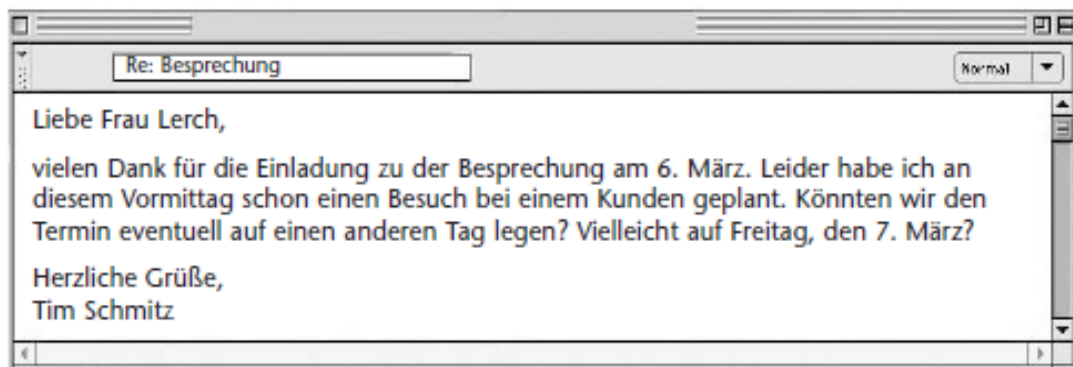 Re: Besprechung
Normal
Liebe Frau Lerch,
vielen Dank für die Einladung zu der Besprechung am 6. März. Leider habe ich an
diesem Vormittag schon einen Besuch bei einem Kunden geplant. Könnten wir den
Termin eventuell auf einen anderen Tag legen? Vielleicht auf Freitag, den 7. März?
Herzliche Grüße,
Tim Schmitz